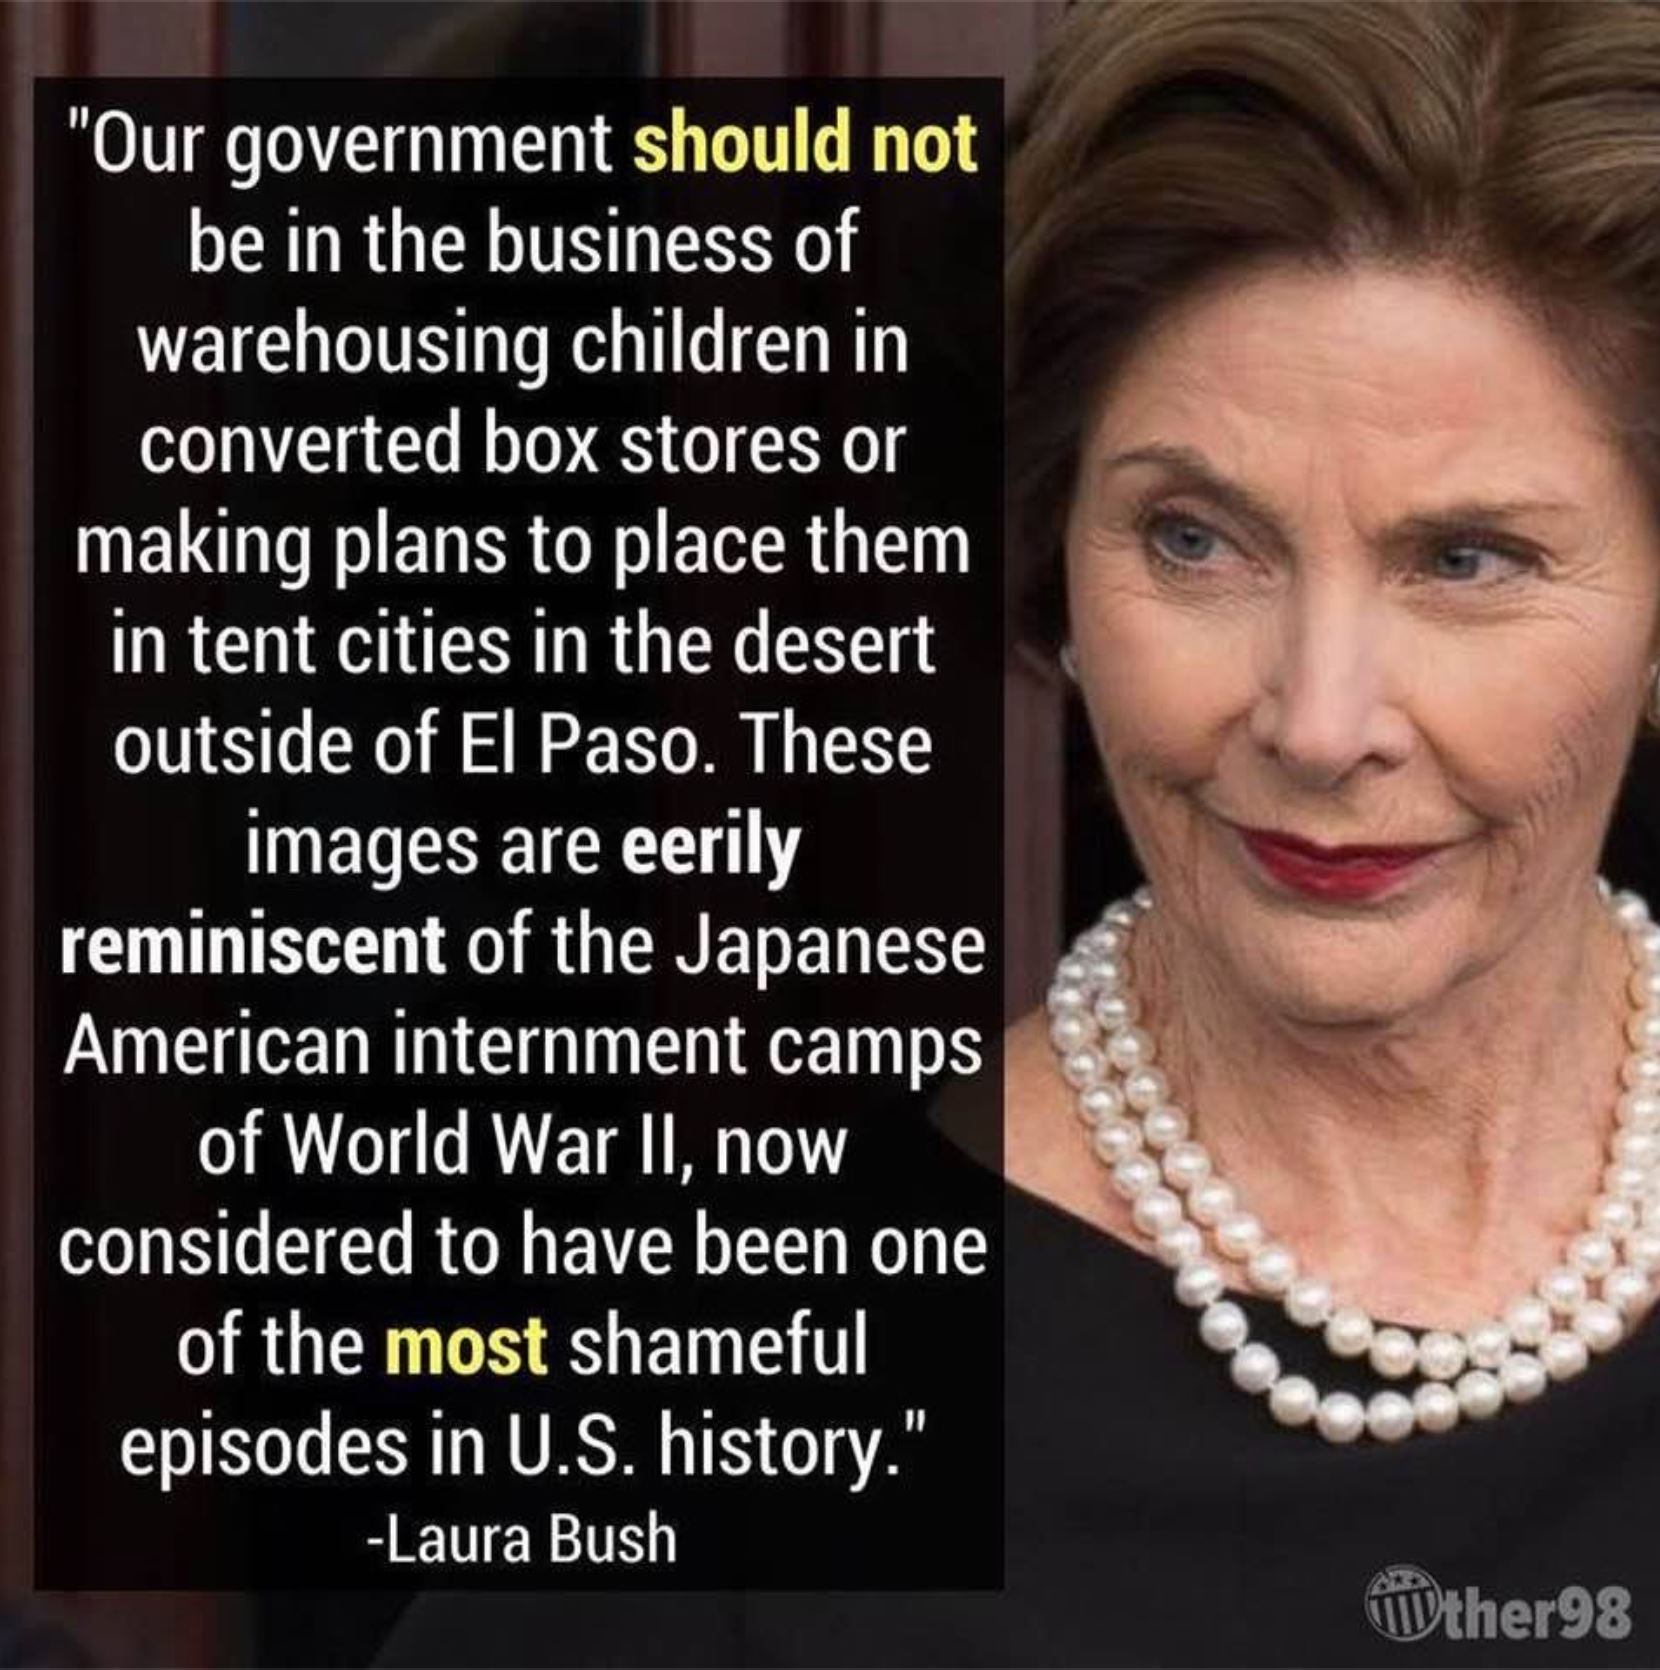 "Our government should not
be in the business of
warehousing children in
converted box stores or
making plans to place them
in tent cities in the desert
outside of El Paso. These
images are eerily
reminiscent of the Japanese
American internment camps
of World War II, now
considered to have been one
of the most shameful
episodes in U.S. history."
-Laura Bush
Other98